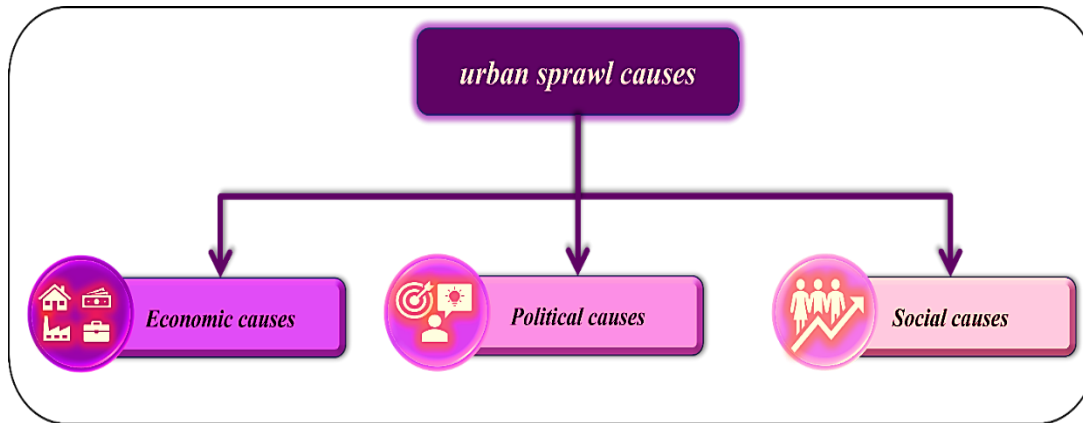 urban sprawl causes
Economic causes
Political causes
Social causes